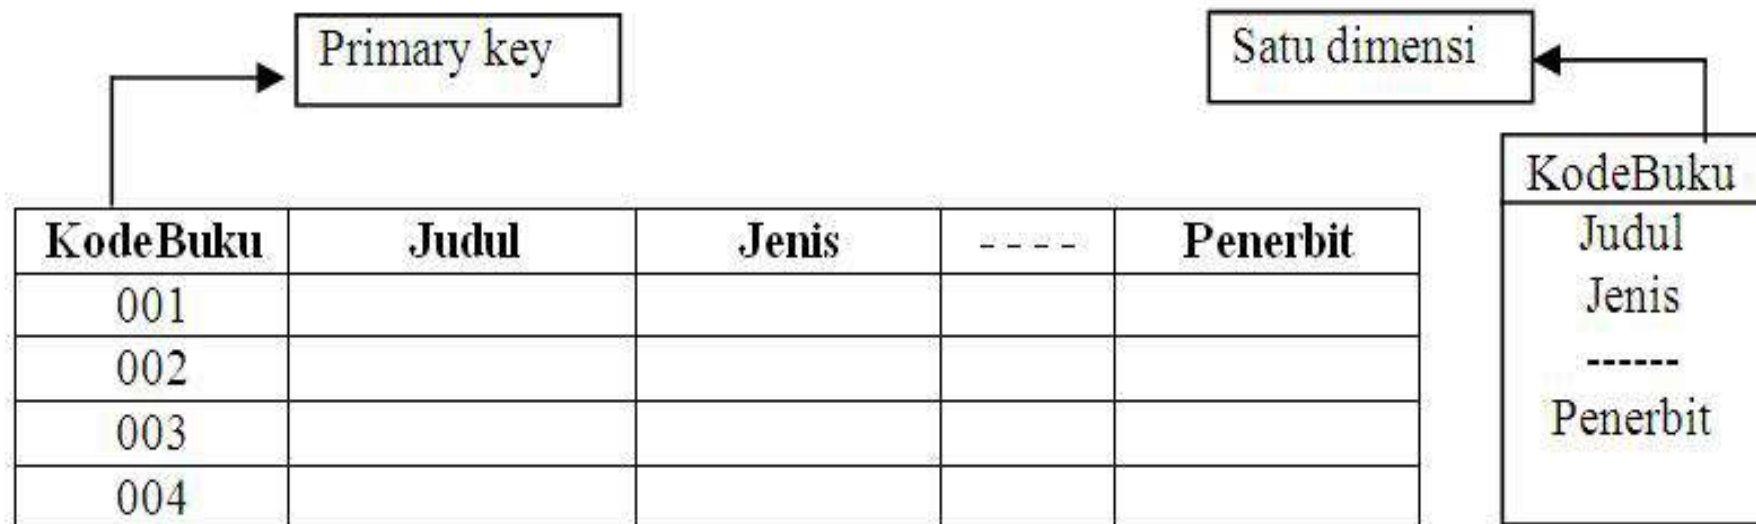 Primary key
Satu dimensi
KodeBuku Judul Jenis - - - - Penerbit
001
002
003
004
KodeBuku
Judul
Jenis
------
Penerbit